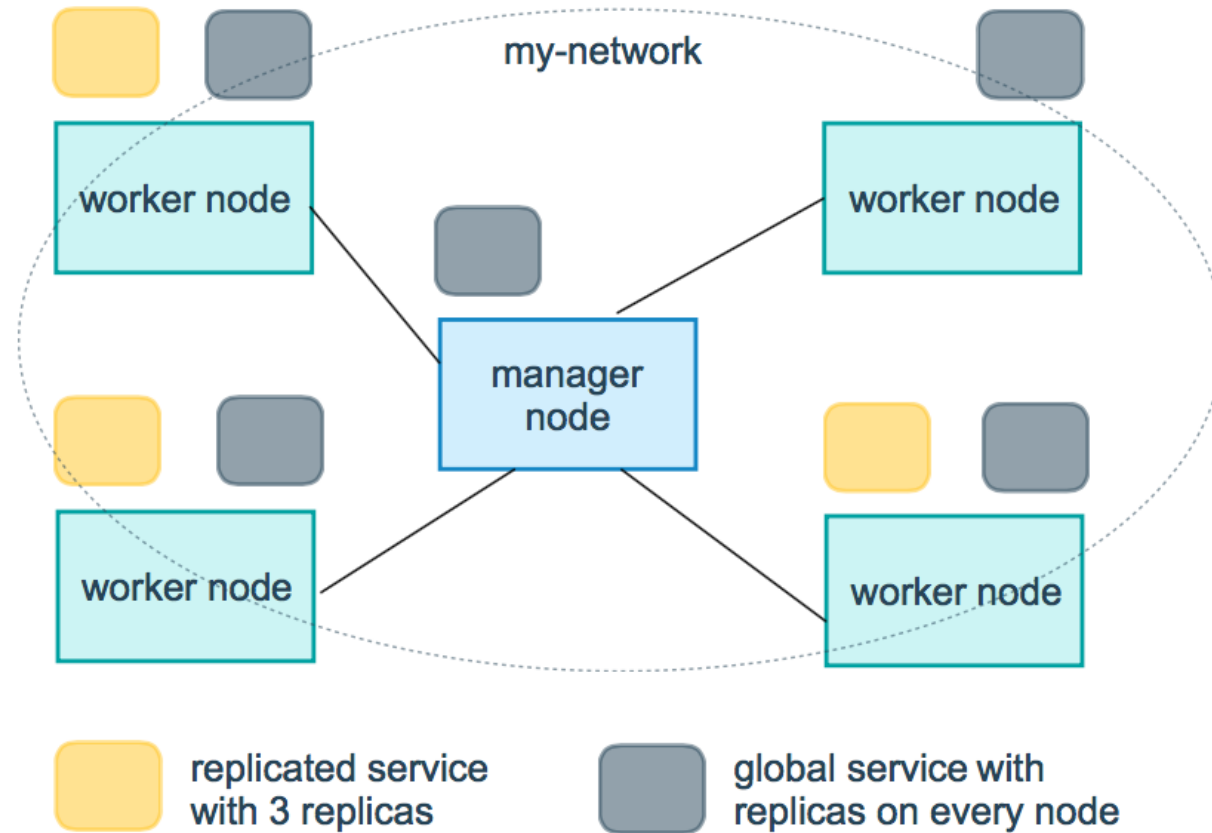 my-network
worker node
worker node
manager
node
worker node
worker node
replicated service
with 3 replicas
global service with
replicas on every node